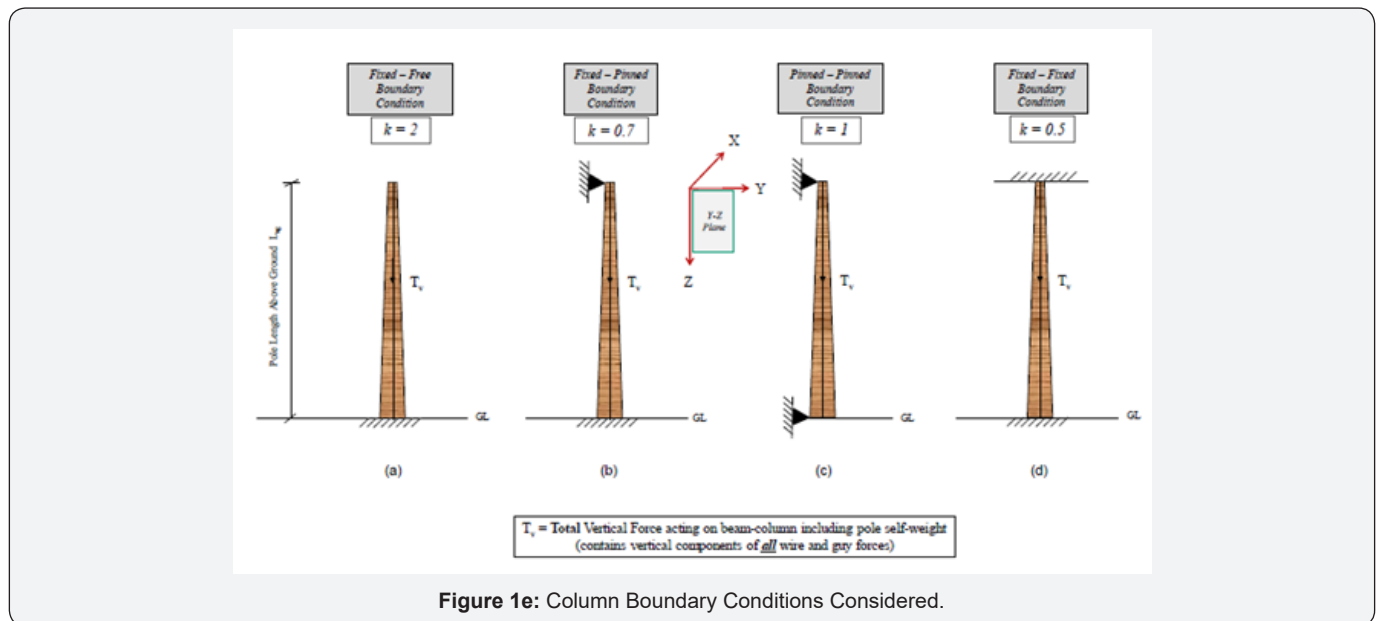 Fixed – Free
Boundary
Condition
k = 2
Fixed – Pinned
Boundary
Condition
k = 0.7
Pinned – Pinned
Boundary
Condition
k = 1
Fixed – Fixed
Boundary
Condition
k = 0.5
X
Y
Y-Z
Plane
Z
Pole Length Above Ground
Tv
Tv
Tv
Tv
GL
GL
GL
GL
(a)
(b)
(c)
(d)
Tv = Total Vertical Force acting on beam-column including pole self-weight
(contains vertical components of all wire and guy forces)
Figure 1e: Column Boundary Conditions Considered.